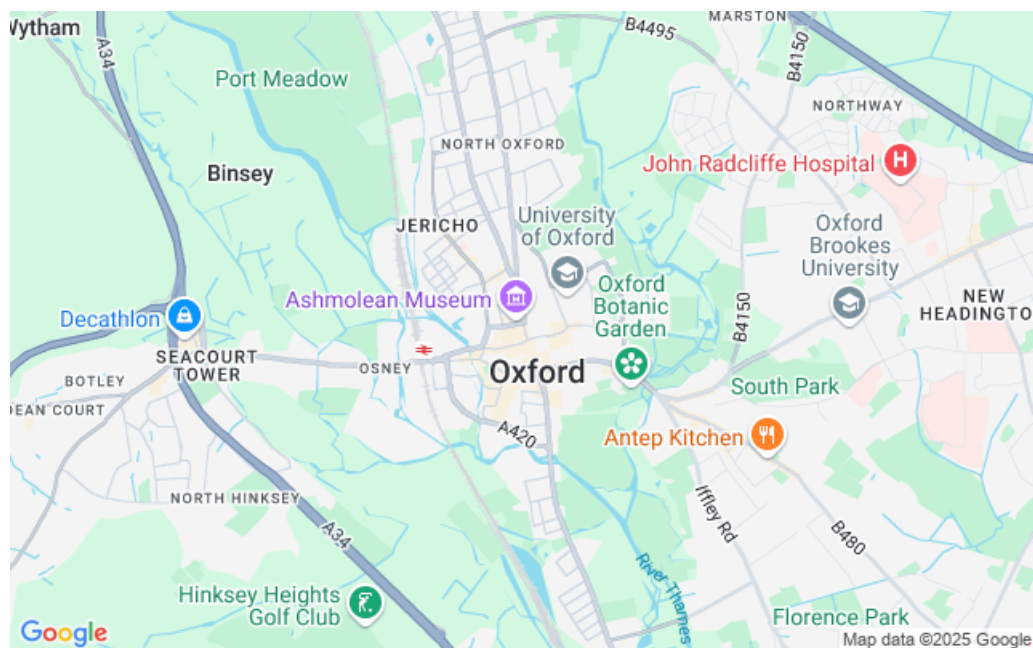 Wytham
A34
B4495
MARSTON
B4150
Port Meadow
NORTHWAY
NORTH OXFORD
John Radcliffe Hospital
H
Binsey
JERICHO
University
of Oxford
Oxford
Brookes
University
Ashmolean Museum
Oxford
Botanic
Garden
B4150
NEW
HEADINGTO
Decathlon
SEACOURT
TOWER
OSNEY
Oxford
BOTLEY
DEAN COURT
South Park
A420
Antep Kitchen
NORTH HINKSEY
A34
Iffley Rd
B480
River Thames
Hinksey Heights
Golf Club
Florence Park
Google
Map data ©2025 Google